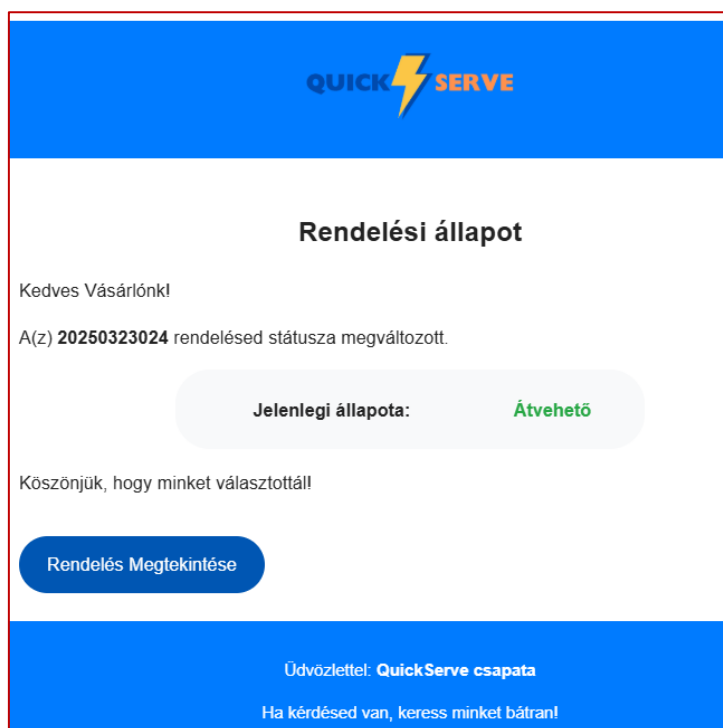 QUICK SERVE
Rendelési állapot
Kedves Vásárlónk!
A(z) 20250323024 rendelésed státusza megváltozott.
Jelenlegi állapota: Átvehető
Köszönjük, hogy minket választottál!
Rendelés Megtekintése
Üdvözlettel: QuickServe csapata
Ha kérdésed van, keress minket bátran!